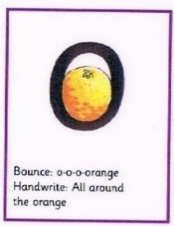 Bounce: o-o-o-orange
Handwrite: All around
the orange